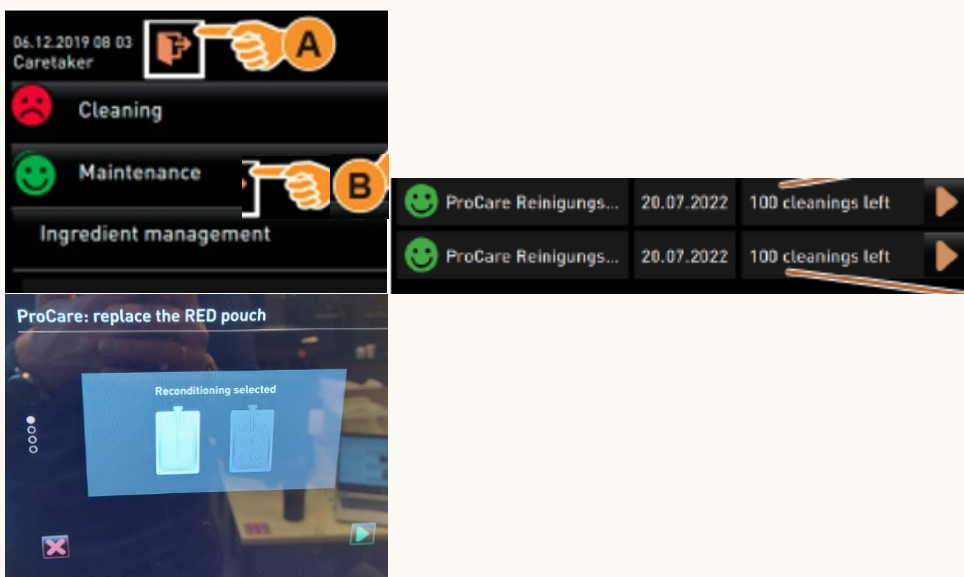 06.12.2019 08 03
Caretaker
A
Cleaning
Maintenance
B
Ingredient management
ProCare Reinigungs... 20.07.2022 100 cleanings left
ProCare Reinigungs... 20.07.2022 100 cleanings left
ProCare: replace the RED pouch
Reconditioning selected